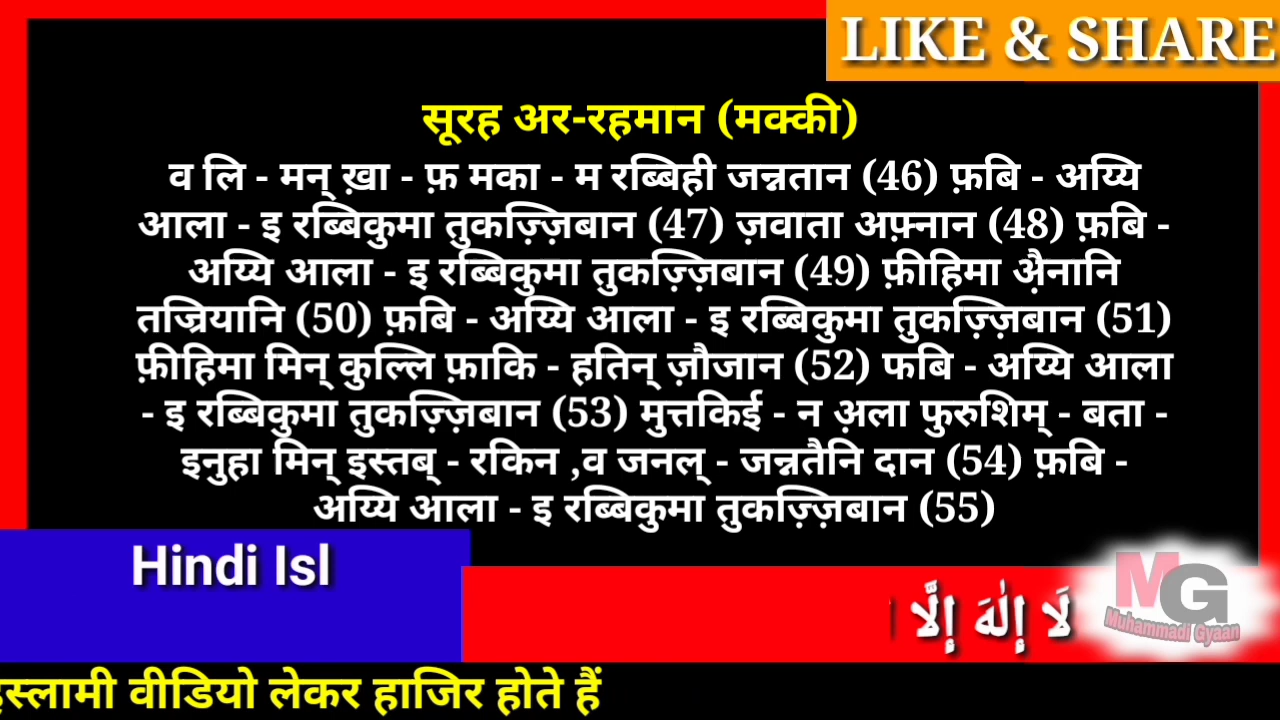 LIKE & SHARE
सूरह अर-रहमान (मक्की)
व लि - मन् ख़ा - फ़ मका - म रब्बिही जन्नतान (46) फ़बि - अय्यि
आला - इ रब्बिकुमा तुकज़्ज़िबान (47) ज़वाता अफ़्नान (48) फ़बि -
अय्यि आला - इ रब्बिकुमा तुकज़्ज़िबान (49) फ़ीहिमा अ़ैनानि
तज्रियानि (50) फ़बि - अय्यि आला - इ रब्बिकुमा तुकज़्ज़िबान (51)
फ़ीहिमा मिन् कुल्लि फ़ाकि - हतिन् ज़ौजान (52) फबि - अय्यि आला
- इ रब्बिकुमा तुकज़्ज़िबान (53) मुत्तकिई - न अ़ला फुरुशिम् - बता -
इनुहा मिन् इस्तब् - रकिन ,व जनल् - जन्नतैनि दान (54) फ़बि -
अय्यि आला - इ रब्बिकुमा तुकज़्ज़िबान (55)
Hindi Isl
لَا إِلٰهَ إِلَّا
MG
Muhammadi Gyaan
इस्लामी वीडियो लेकर हाजिर होते हैं